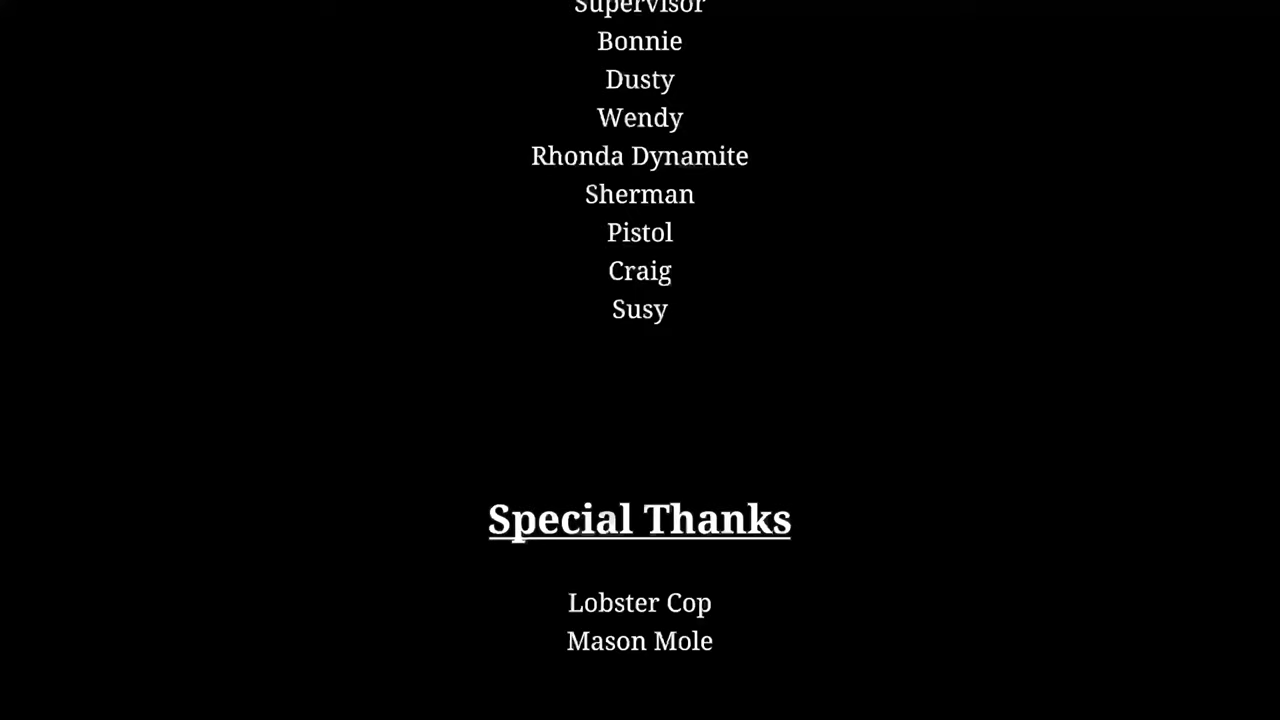 Supervisor
Bonnie
Dusty
Wendy
Rhonda Dynamite
Sherman
Pistol
Craig
Susy
Special Thanks
Lobster Cop
Mason Mole